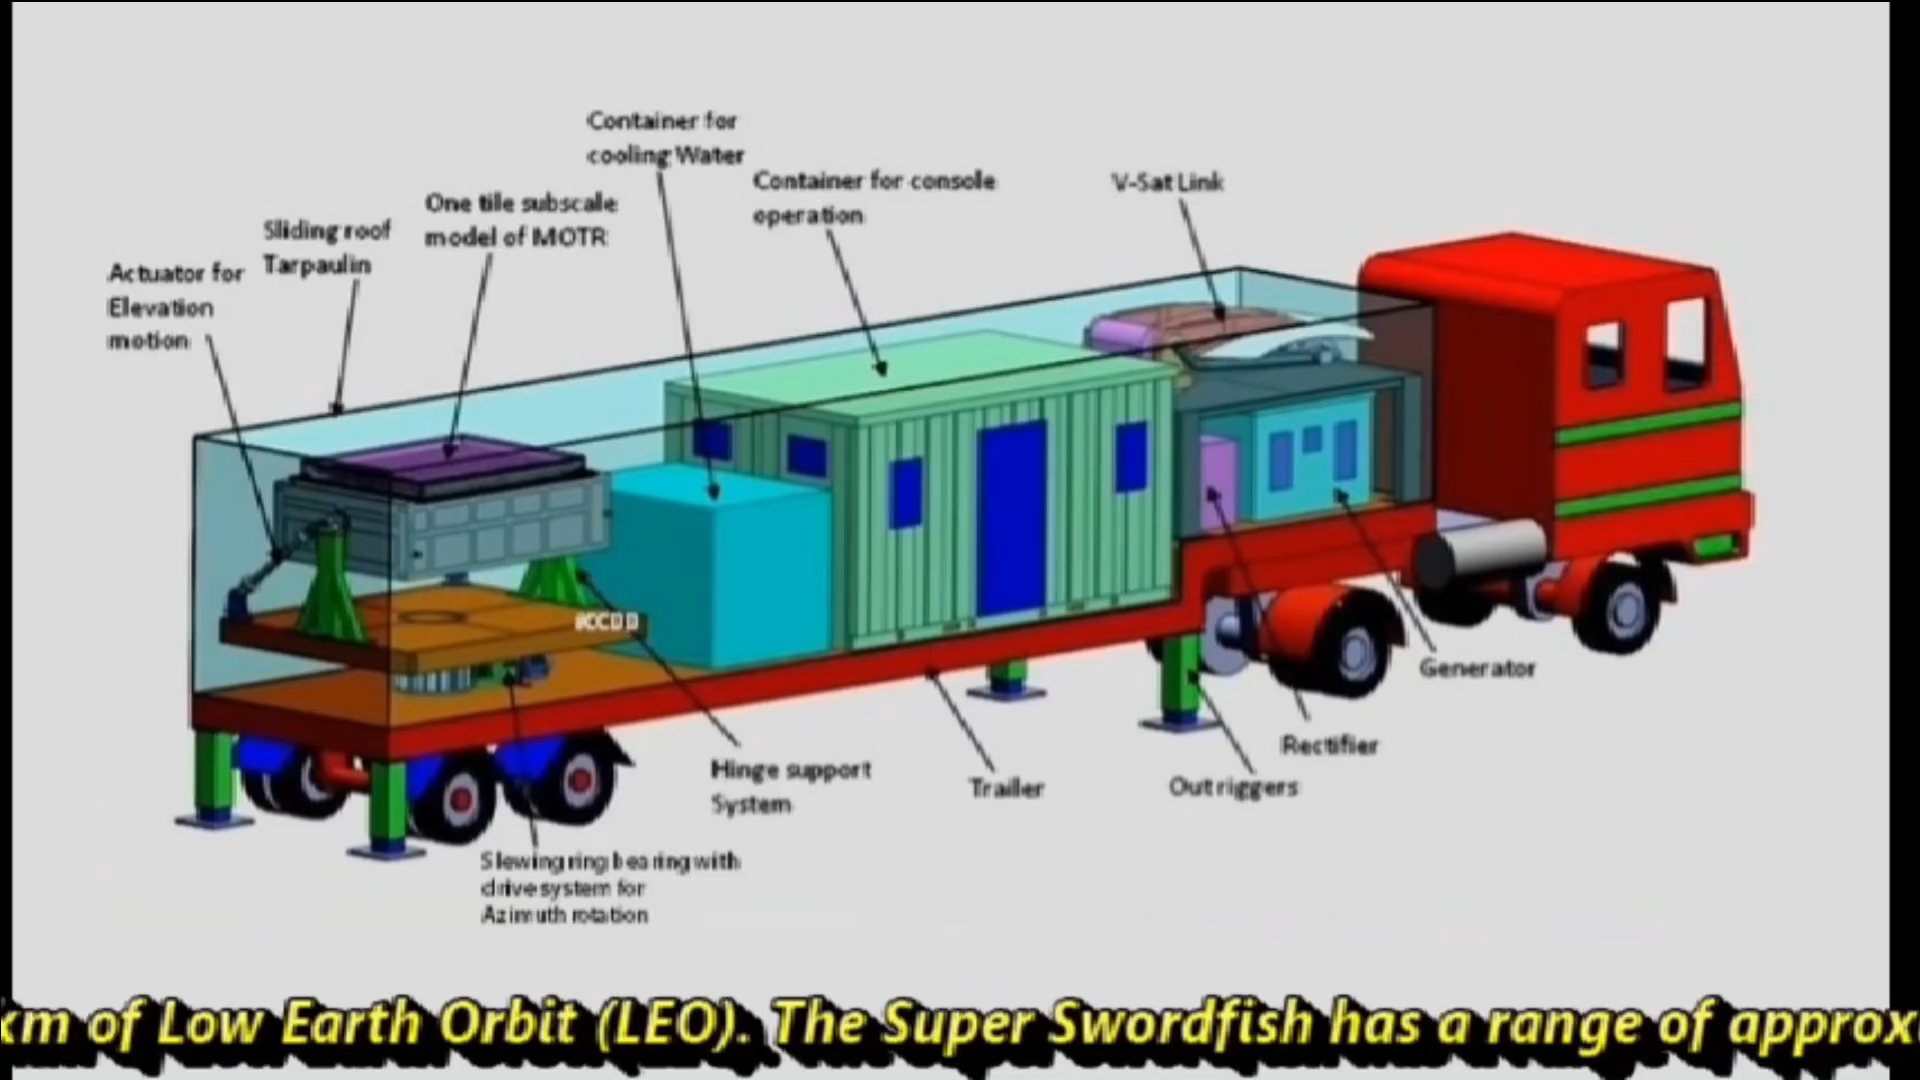 Container for
cooling Water
Container for console
operation
V-Sat Link
One tile subscale
model of MOTR
Sliding roof
Tarpaulin
Actuator for
Elevation
motion
Generator
Rectifier
Hinge support
System
Trailer
Outriggers
Slewing ring bearing with
drive system for
Azimuth rotation
km of Low Earth Orbit (LEO). The Super Swordfish has a range of approx